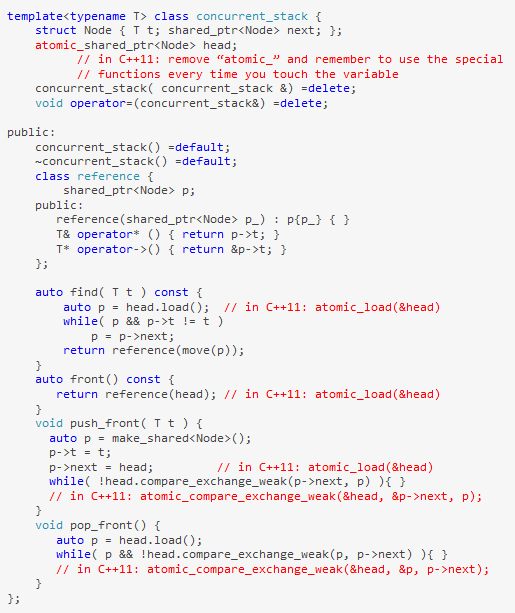 template<typename T> class concurrent_stack {
    struct Node { T t; shared_ptr<Node> next; };
    atomic_shared_ptr<Node> head;
          // in C++11: remove “atomic_” and remember to use the special
          // functions every time you touch the variable
    concurrent_stack( concurrent_stack &) =delete;
    void operator=(concurrent_stack&) =delete;

public:
    concurrent_stack() =default;
    ~concurrent_stack() =default;
    class reference {
        shared_ptr<Node> p;
    public:
       reference(shared_ptr<Node> p_) : p{p_} { }
       T& operator* () { return p->t; }
       T* operator->() { return &p->t; }
    };

    auto find( T t ) const {
        auto p = head.load();  // in C++11: atomic_load(&head)
        while( p && p->t != t )
            p = p->next;
        return reference(move(p));
    }
    auto front() const {
       return reference(head); // in C++11: atomic_load(&head)
    }
    void push_front( T t ) {
      auto p = make_shared<Node>();
      p->t = t;
      p->next = head;         // in C++11: atomic_load(&head)
      while( !head.compare_exchange_weak(p->next, p) ){ }
      // in C++11: atomic_compare_exchange_weak(&head, &p->next, p);
    }
    void pop_front() {
       auto p = head.load();
       while( p && !head.compare_exchange_weak(p, p->next) ){ }
       // in C++11: atomic_compare_exchange_weak(&head, &p, p->next);
    }
};